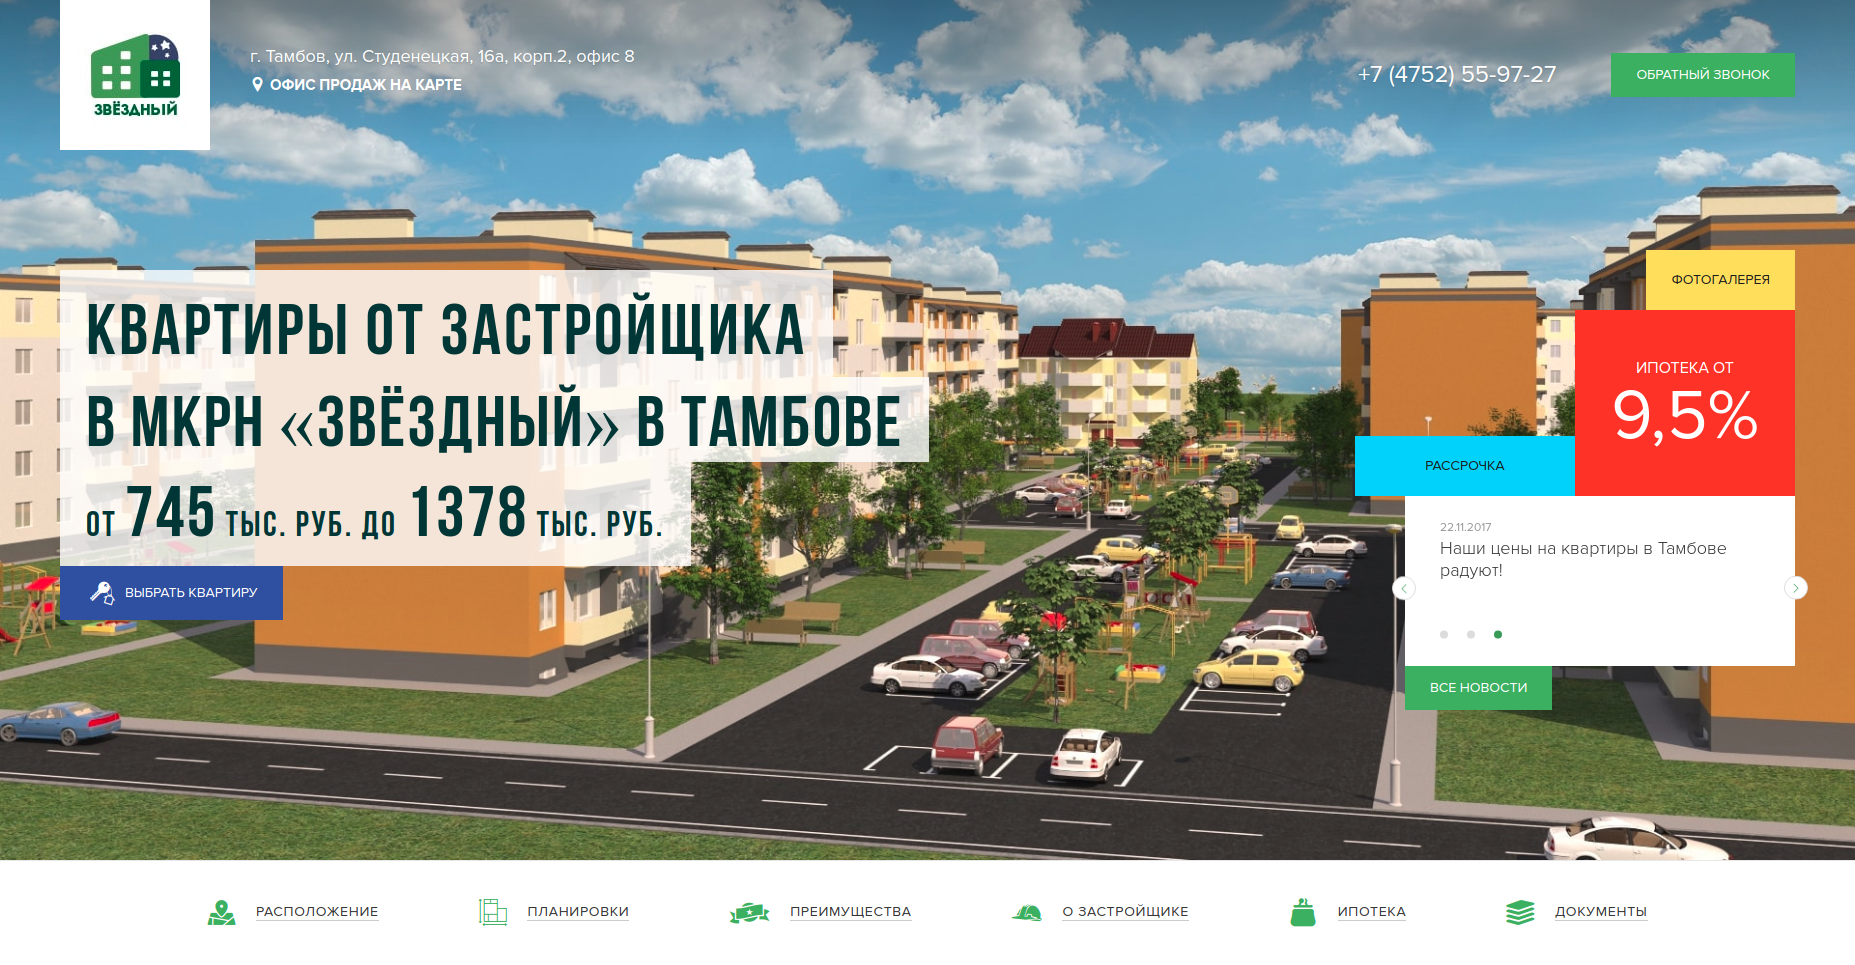 ЗВЁЗДНЫЙ
г. Тамбов, ул. Студенецкая, 16а, корп.2, офис 8
ОФИС ПРОДАЖ НА КАРТЕ
+7 (4752) 55-97-27
ОБРАТНЫЙ ЗВОНОК
КВАРТИРЫ ОТ ЗАСТРОЙЩИКА
В МКРН «ЗВЁЗДНЫЙ» В ТАМБОВЕ
ОТ 745 ТЫС. РУБ. ДО 1378 ТЫС. РУБ.
ВЫБРАТЬ КВАРТИРУ
ФОТОГАЛЕРЕЯ
ИПОТЕКА ОТ
9,5%
РАССРОЧКА
22.11.2017
Наши цены на квартиры в Тамбове
радуют!
ВСЕ НОВОСТИ
РАСПОЛОЖЕНИЕ
ПЛАНИРОВКИ
ПРЕИМУЩЕСТВА
О ЗАСТРОЙЩИКЕ
ИПОТЕКА
ДОКУМЕНТЫ